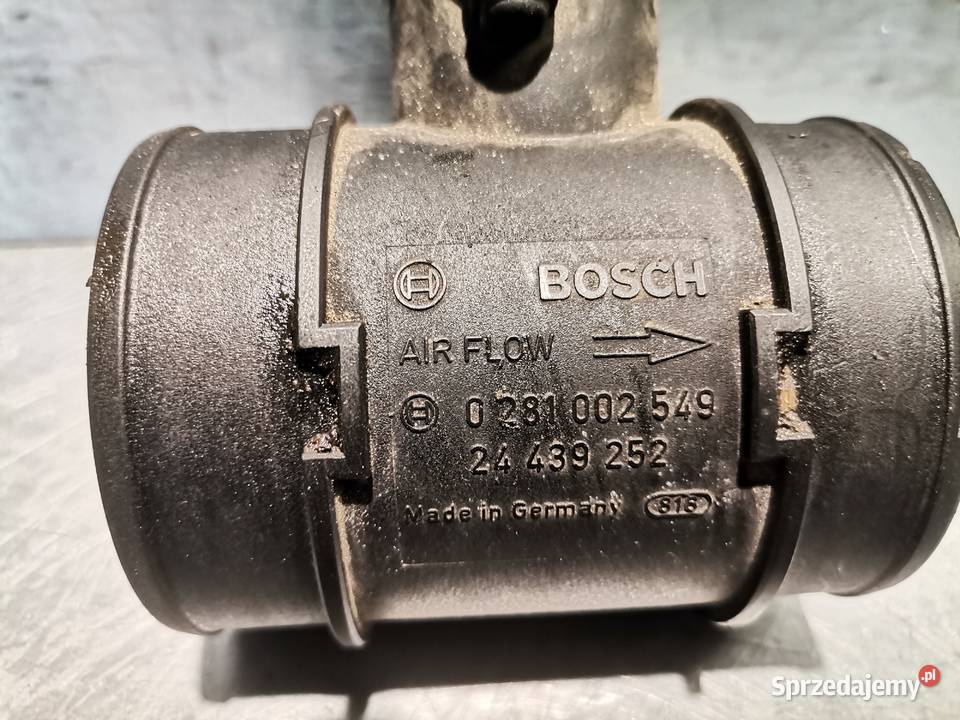 BOSCH
AIR FLOW
0 281 002 549
24 439 252
Made in Germany 816
Sprzedajemy.pl